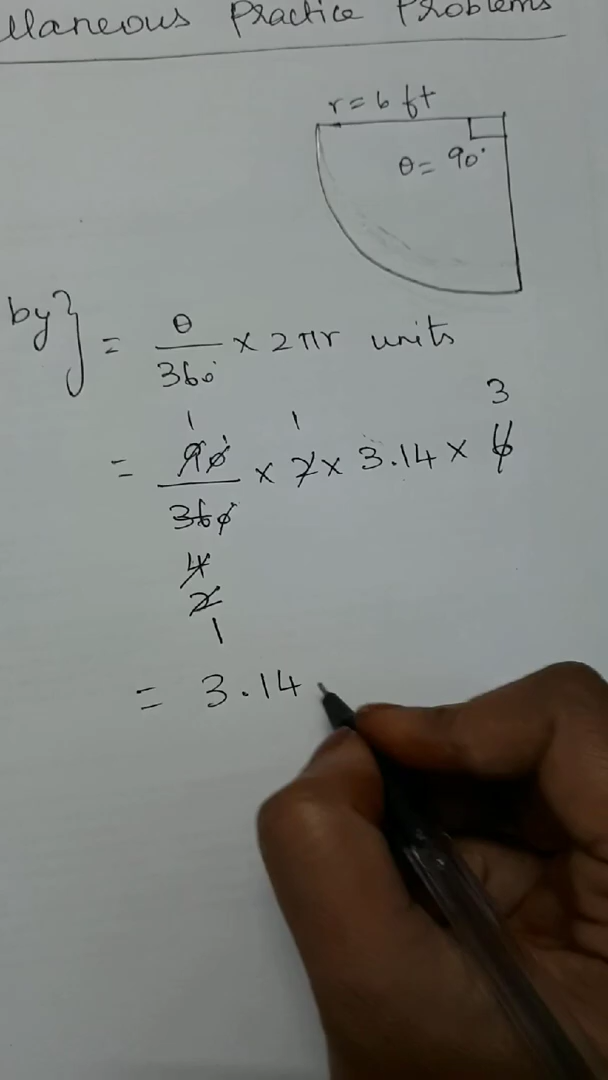 llaneous Practice Problems
r = 6 ft
θ = 90°
by} = θ/360° × 2πr units
1 1 3
= 90/360 × 2 × 3.14 × 6
4
2
1
= 3.14